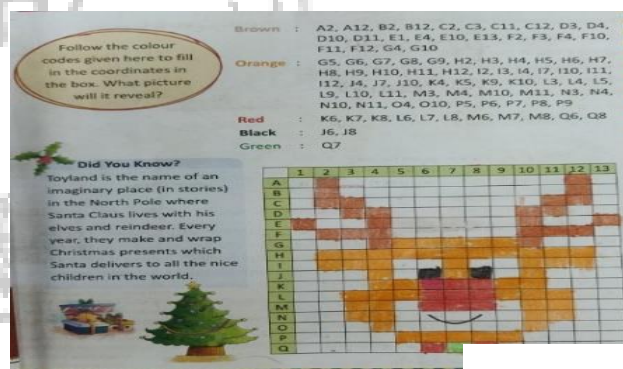 Follow the colour
codes given here to fill
in the coordinates in
the box. What picture
will it reveal?
Brown : A2, A12, B2, B12, C2, C3, C11, C12, D3, D4,
D10, D11, E1, E4, E10, E13, F2, F3, F4, F10,
F11, F12, G4, G10
Orange : G5, G6, G7, G8, G9, H2, H3, H4, H5, H6, H7,
H8, H9, H10, H11, H12, I2, I3, I4, I7, I10, I11,
I12, J4, J7, J10, K4, K5, K9, K10, L3, L4, L5,
L9, L10, L11, M3, M4, M10, M11, N3, N4,
N10, N11, O4, O10, P5, P6, P7, P8, P9
Red : K6, K7, K8, L6, L7, L8, M6, M7, M8, Q6, Q8
Black : J6, J8
Green : Q7
Did You Know?
Toyland is the name of an
imaginary place (in stories)
in the North Pole where
Santa Claus lives with his
elves and reindeer. Every
year, they make and wrap
Christmas presents which
Santa delivers to all the nice
children in the world.
1 2 3 4 5 6 7 8 9 10 11 12 13
A
B
C
D
E
F
G
H
I
J
K
L
M
N
O
P
Q